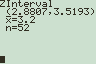 ZInterval
(2.8807,3.5193)
x̄=3.2
n=52